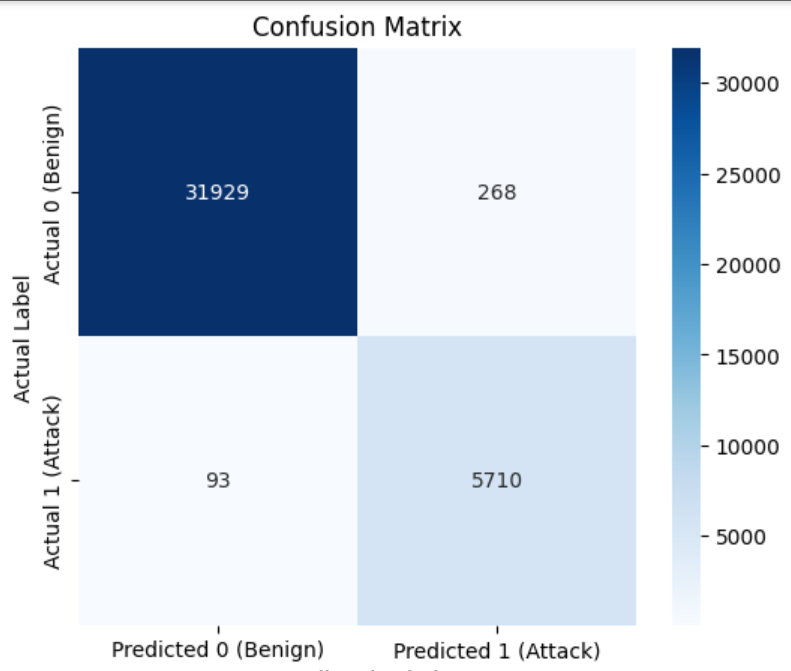 Confusion Matrix
Actual Label
Actual 0 (Benign)
31929
268
Actual 1 (Attack)
93
5710
Predicted 0 (Benign)
Predicted 1 (Attack)
30000
25000
20000
15000
10000
5000